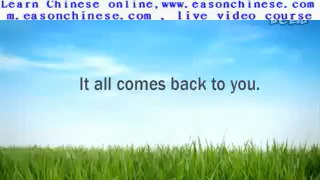 Learn Chinese online,www.easonchinese.com
m.easonchinese.com , live video course
It all comes back to you.